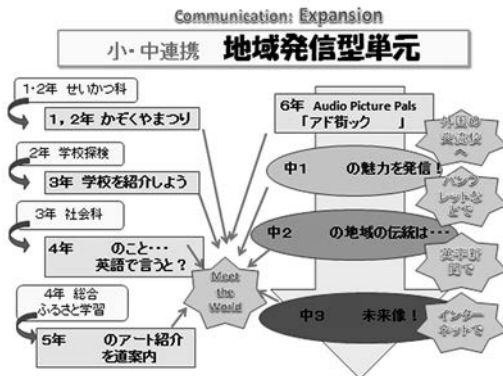 Communication: Expansion
小・中連携 地域発信型単元
1・2年 せいかつ科
1，2年 かぞくやまつり
2年 学校探検
3年 学校を紹介しよう
3年 社会科
4年 のこと･･･
英語で言うと？
4年 総合
ふるさと学習
5年 のアート紹介
を道案内
6年 Audio Picture Pals
「アド街ック 」
中1 の魅力を発信！
中2 の地域の伝統は･･･
中3 未来像！
Meet
the
World
外国の
へ
パンフ
レットな
どで
で
インター
ネットで